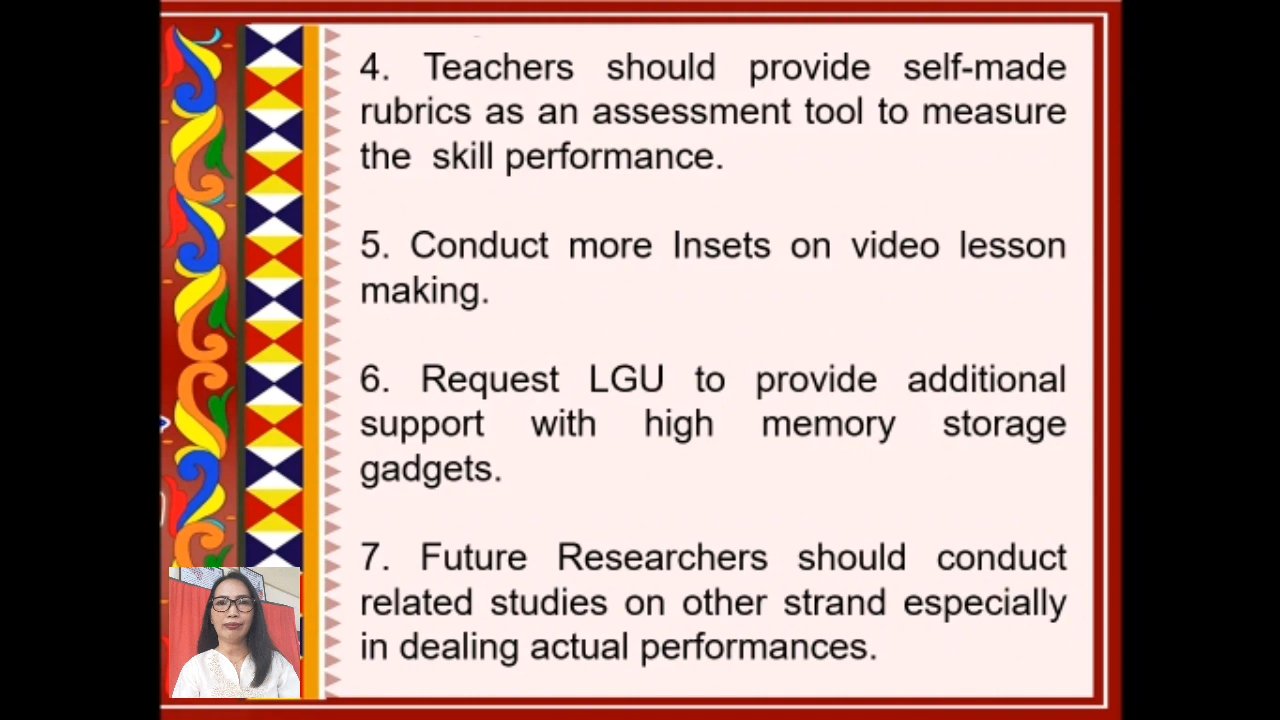 4. Teachers should provide self-made
rubrics as an assessment tool to measure
the skill performance.
5. Conduct more Insets on video lesson
making.
6. Request LGU to provide additional
support with high memory storage
gadgets.
7. Future Researchers should conduct
related studies on other strand especially
in dealing actual performances.